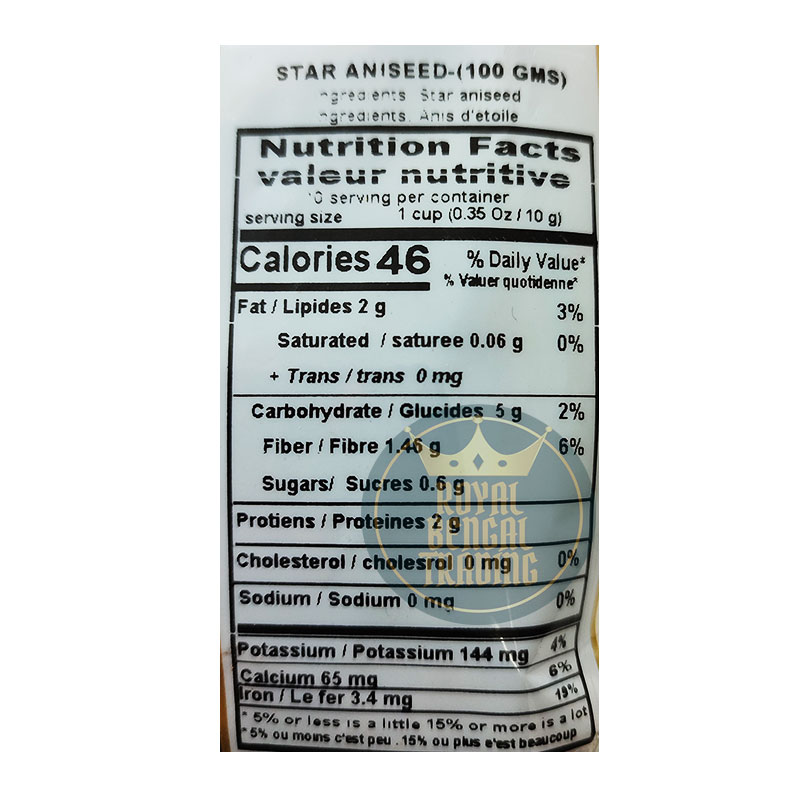 STAR ANISEED-(100 GMS)
ngredients Star aniseed
ngredients. Anis d'etoile
Nutrition Facts
valeur nutritive
10 serving per container
serving size 1 cup (0.35 Oz / 10 g)
Calories 46 % Daily Value*
% Valuer quotidenne*
Fat / Lipides 2 g 3%
Saturated / saturee 0.06 g 0%
+ Trans / trans 0 mg
Carbohydrate / Glucides 5 g 2%
Fiber / Fibre 1.46 g 6%
Sugars/ Sucres 0.6 g
Protiens / Proteines 2 g
Cholesterol / cholesrol 0 mg 0%
Sodium / Sodium 0 mg 0%
Potassium / Potassium 144 mg 4%
Calcium 65 mg 6%
Iron / Le fer 3.4 mg 19%
* 5% or less is a little 15% or more is a lot
* 5% ou moins c'est peu . 15% ou plus e'est beaucoup
ROYAL
BENGAL
TRADING